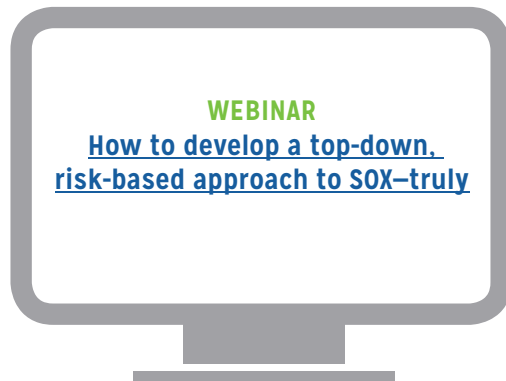 WEBINAR
How to develop a top-down,
risk-based approach to SOX—truly